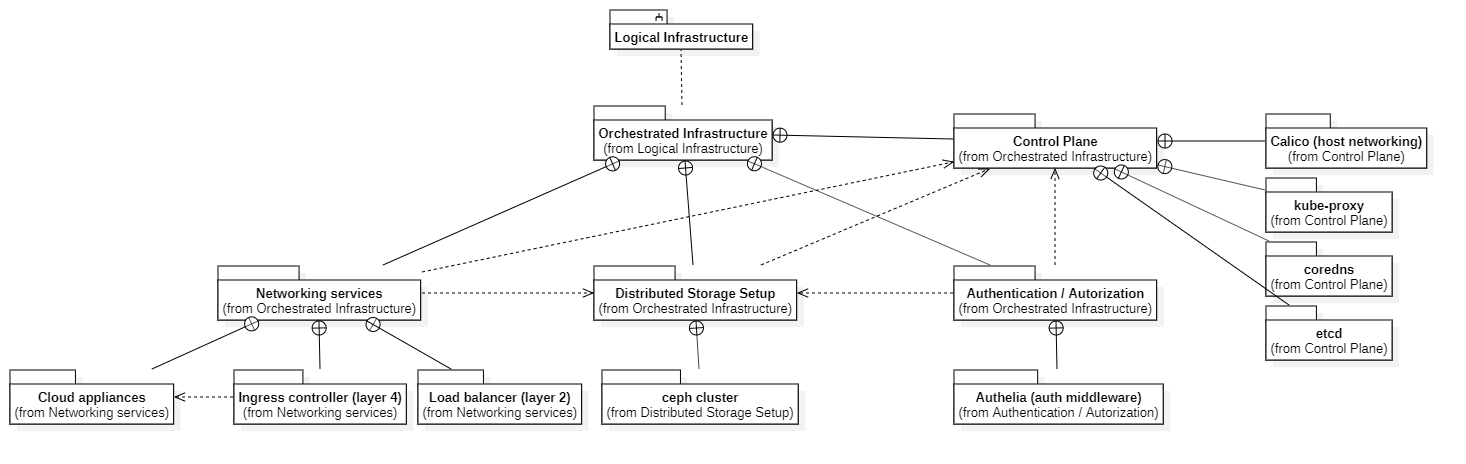 Logical Infrastructure
Orchestrated Infrastructure
(from Logical Infrastructure)
Control Plane
(from Orchestrated Infrastructure)
Calico (host networking)
(from Control Plane)
kube-proxy
(from Control Plane)
coredns
(from Control Plane)
etcd
(from Control Plane)
Networking services
(from Orchestrated Infrastructure)
Distributed Storage Setup
(from Orchestrated Infrastructure)
Authentication / Autorization
(from Orchestrated Infrastructure)
Cloud appliances
(from Networking services)
Ingress controller (layer 4)
(from Networking services)
Load balancer (layer 2)
(from Networking services)
ceph cluster
(from Distributed Storage Setup)
Authelia (auth middleware)
(from Authentication / Autorization)